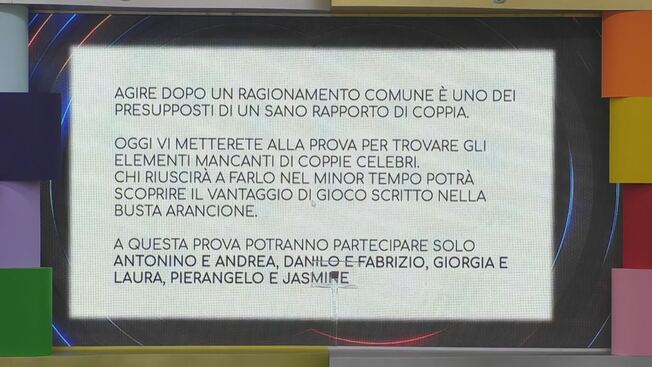 AGIRE DOPO UN RAGIONAMENTO COMUNE È UNO DEI
PRESUPPOSTI DI UN SANO RAPPORTO DI COPPIA.
OGGI VI METTERETE ALLA PROVA PER TROVARE GLI
ELEMENTI MANCANTI DI COPPIE CELEBRI.
CHI RIUSCIRÀ A FARLO NEL MINOR TEMPO POTRÀ
SCOPRIRE IL VANTAGGIO DI GIOCO SCRITTO NELLA
BUSTA ARANCIONE.
A QUESTA PROVA POTRANNO PARTECIPARE SOLO
ANTONINO E ANDREA, DANILO E FABRIZIO, GIORGIA E
LAURA, PIERANGELO E JASMINE